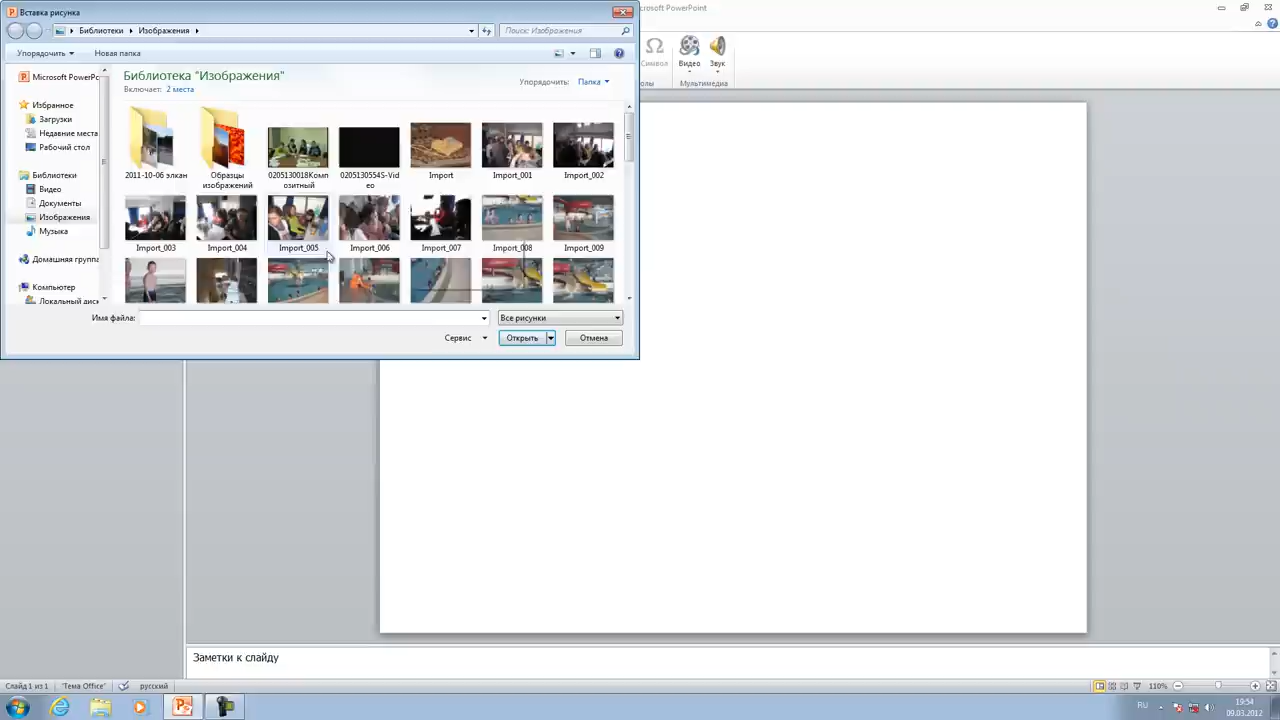 Вставка рисунка
crosoft PowerPoint
Библиотеки ▸ Изображения ▸
Поиск: Изображения
Упорядочить
Новая папка
Символ
Видео
Звук
Мультимедиа
Microsoft PowerPo
Библиотека "Изображения"
Включает: 2 места
Упорядочить: Папка
Избранное
Загрузки
Недавние места
Рабочий стол
Библиотеки
Видео
Документы
Изображения
Музыка
Домашняя группа
Компьютер
Локальный диск
2011-10-06 элкан
Образцы изображений
0205130018Композитный
0205130554S-Video
Import
Import_001
Import_002
Import_003
Import_004
Import_005
Import_006
Import_007
Import_008
Import_009
Имя файла:
Все рисунки
Сервис
Открыть
Отмена
Заметки к слайду
Слайд 1 из 1
"Тема Office"
русский
110%
RU
19:54
09.03.2012